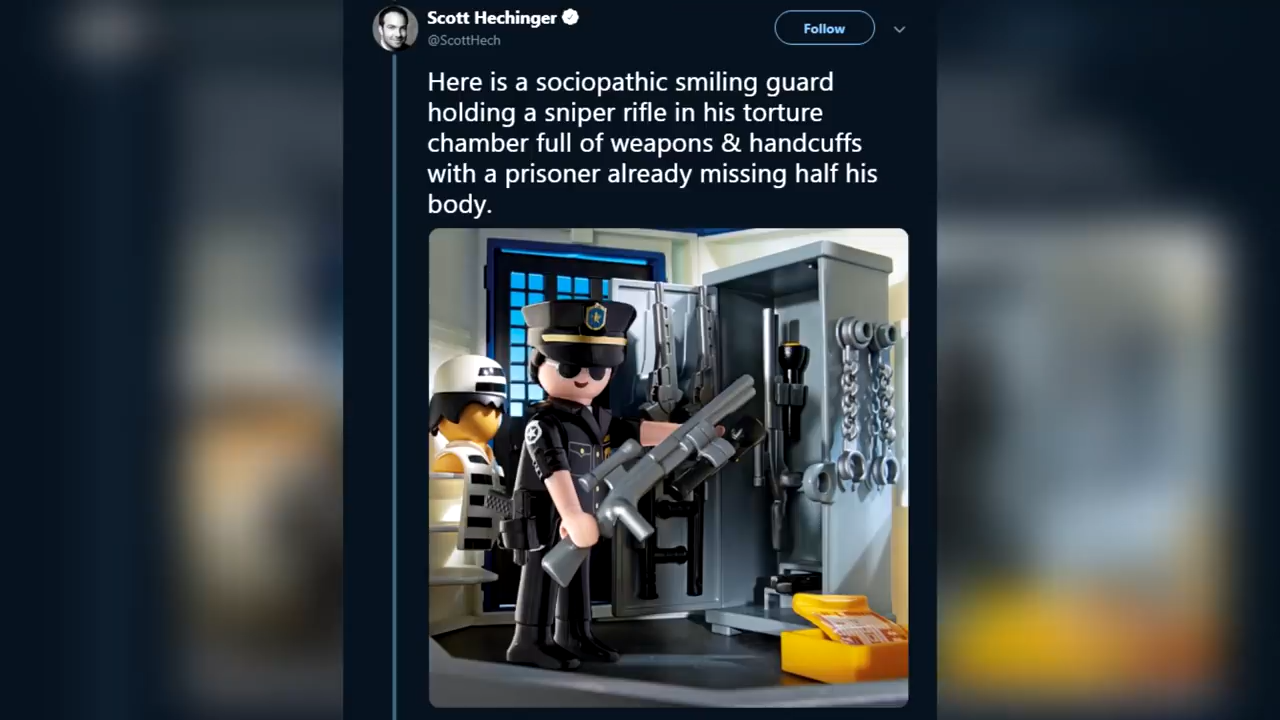 Scott Hechinger
@ScottHech
Follow
Here is a sociopathic smiling guard
holding a sniper rifle in his torture
chamber full of weapons & handcuffs
with a prisoner already missing half his
body.